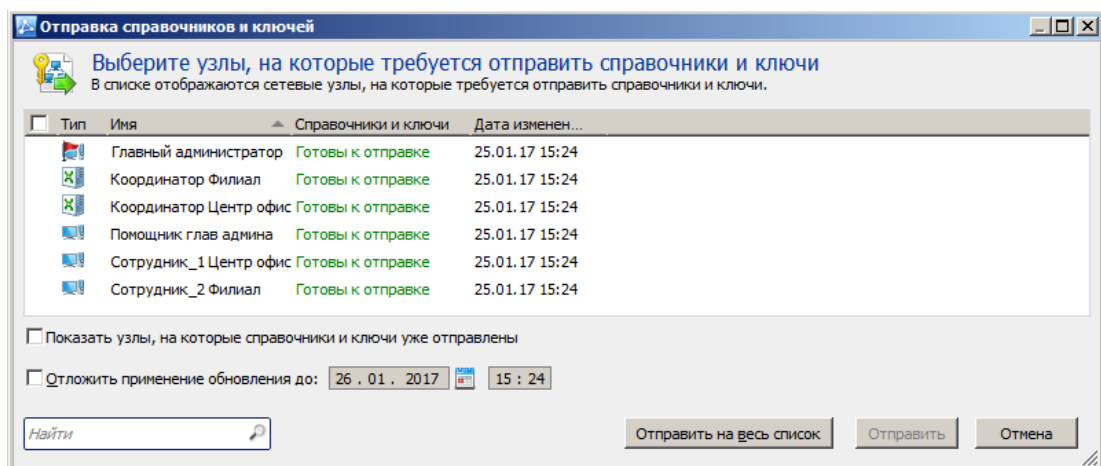 Отправка справочников и ключей
Выберите узлы, на которые требуется отправить справочники и ключи
В списке отображаются сетевые узлы, на которые требуется отправить справочники и ключи.
Тип Имя Справочники и ключи Дата изменен...
Главный администратор Готовы к отправке 25.01.17 15:24
Координатор Филиал Готовы к отправке 25.01.17 15:24
Координатор Центр офис Готовы к отправке 25.01.17 15:24
Помощник глав админа Готовы к отправке 25.01.17 15:24
Сотрудник_1 Центр офис Готовы к отправке 25.01.17 15:24
Сотрудник_2 Филиал Готовы к отправке 25.01.17 15:24
Показать узлы, на которые справочники и ключи уже отправлены
Отложить применение обновления до: 26 . 01 . 2017 15 : 24
Найти Отправить на весь список Отправить Отмена